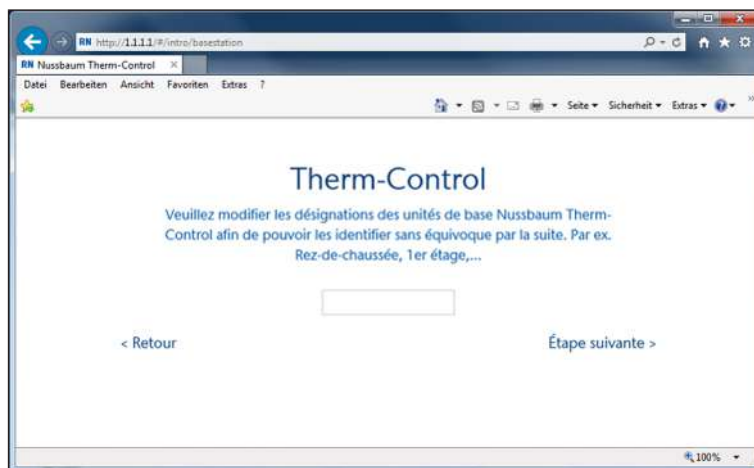 RN http://1.1.1.1/#/intro/basestation
RN Nussbaum Therm-Control
Datei Bearbeiten Ansicht Favoriten Extras ?
Seite Sicherheit Extras
Therm-Control
Veuillez modifier les désignations des unités de base Nussbaum Therm-
Control afin de pouvoir les identifier sans équivoque par la suite. Par ex.
Rez-de-chaussée, 1er étage,...
< Retour Étape suivante >
100%